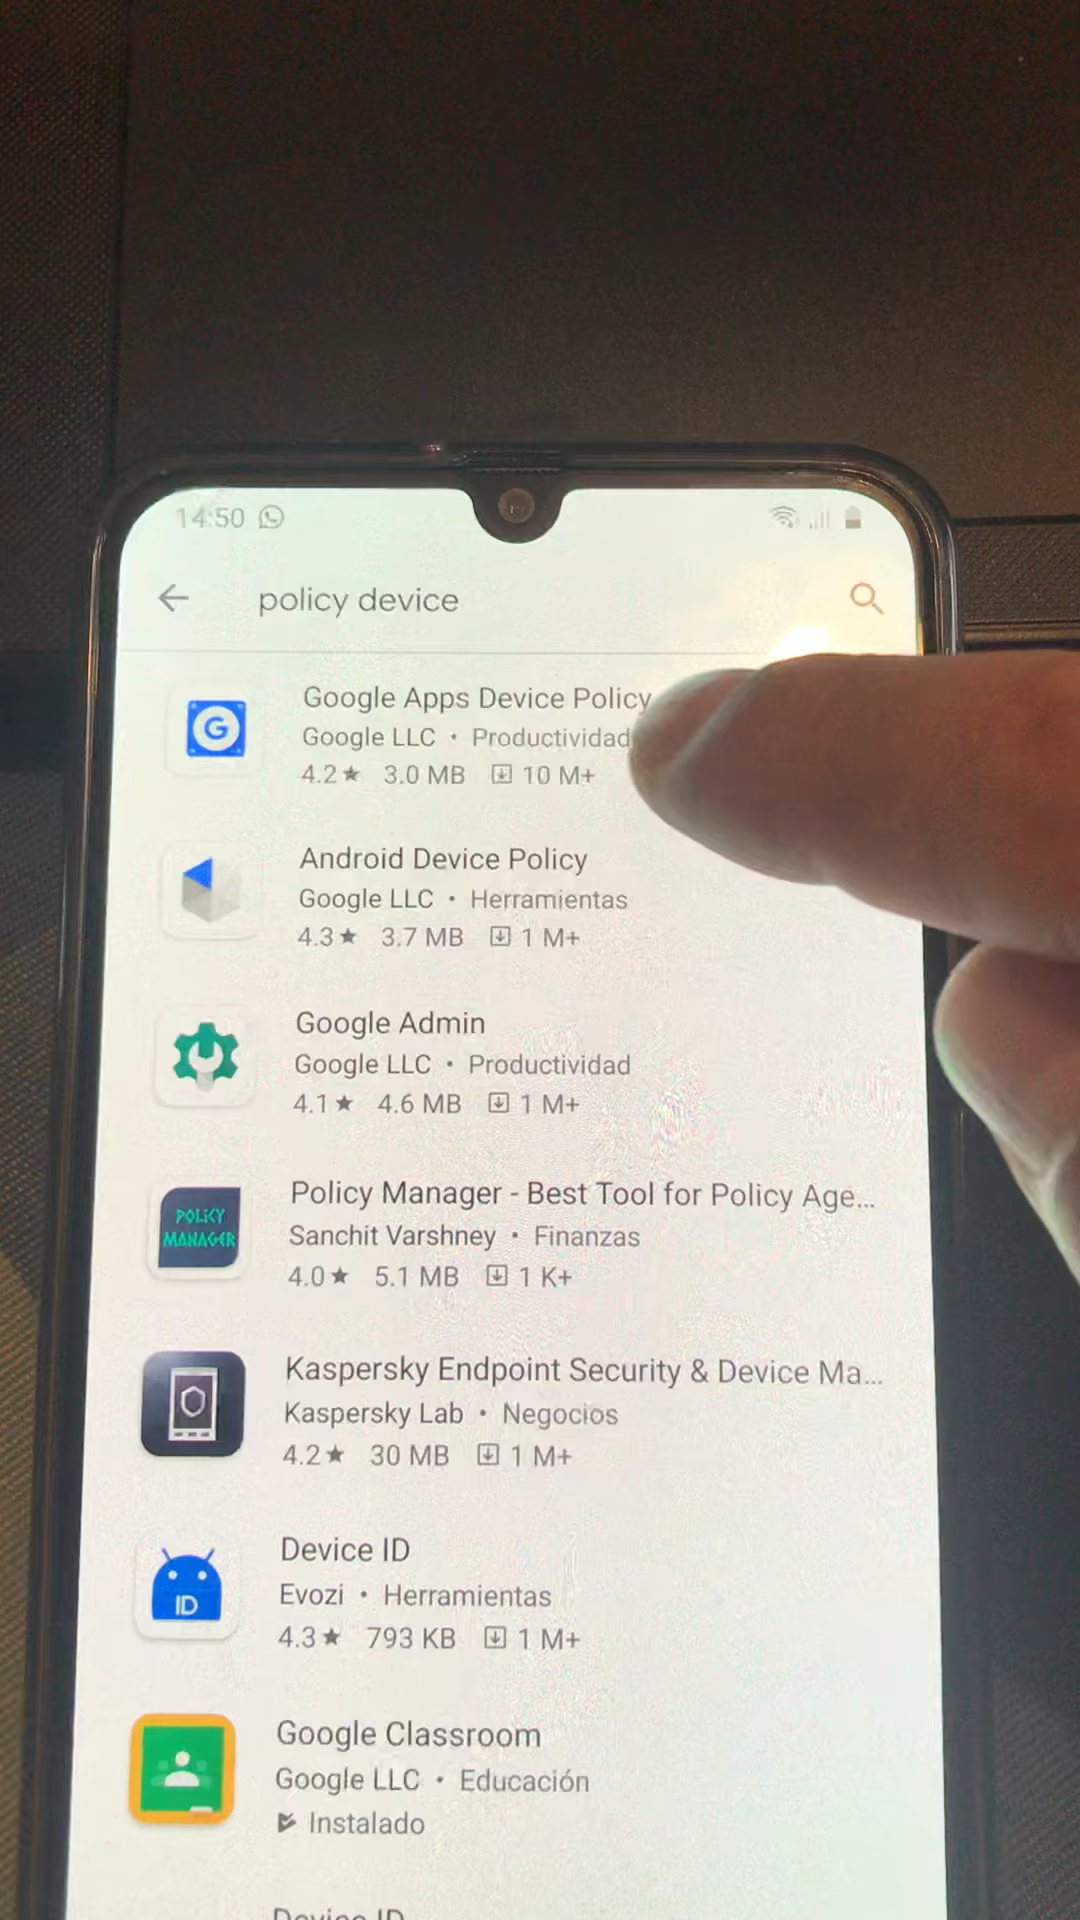 14:50
policy device
Google Apps Device Policy
Google LLC • Productividad
4.2★ 3.0 MB 10 M+
Android Device Policy
Google LLC • Herramientas
4.3★ 3.7 MB 1 M+
Google Admin
Google LLC • Productividad
4.1★ 4.6 MB 1 M+
POLICY
MANAGER
Policy Manager - Best Tool for Policy Age...
Sanchit Varshney • Finanzas
4.0★ 5.1 MB 1 K+
Kaspersky Endpoint Security & Device Ma...
Kaspersky Lab • Negocios
4.2★ 30 MB 1 M+
ID
Device ID
Evozi • Herramientas
4.3★ 793 KB 1 M+
Google Classroom
Google LLC • Educación
Instalado
Device ID